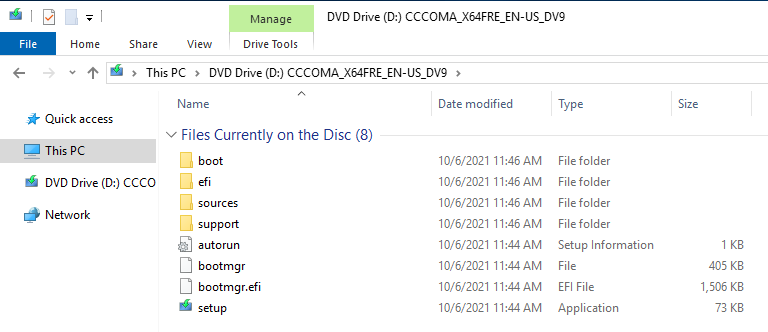 Manage
DVD Drive (D:) CCCOMA_X64FRE_EN-US_DV9
File Home Share View Drive Tools
This PC DVD Drive (D:) CCCOMA_X64FRE_EN-US_DV9
Name Date modified Type Size
Quick access
This PC
DVD Drive (D:) CCCO
Network
Files Currently on the Disc (8)
boot 10/6/2021 11:46 AM File folder
efi 10/6/2021 11:46 AM File folder
sources 10/6/2021 11:46 AM File folder
support 10/6/2021 11:46 AM File folder
autorun 10/6/2021 11:44 AM Setup Information 1 KB
bootmgr 10/6/2021 11:44 AM File 405 KB
bootmgr.efi 10/6/2021 11:44 AM EFI File 1,506 KB
setup 10/6/2021 11:44 AM Application 73 KB